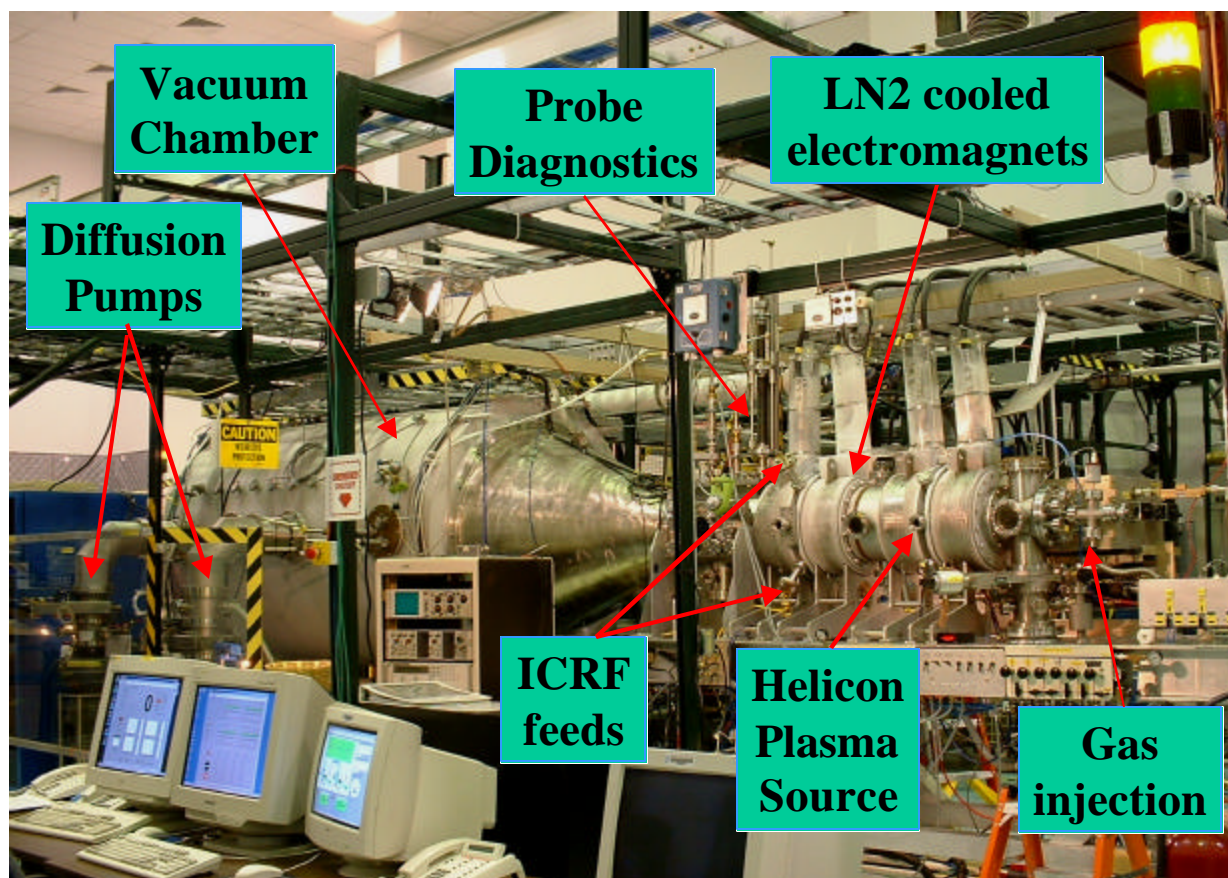 Vacuum
Chamber
Probe
Diagnostics
LN2 cooled
electromagnets
Diffusion
Pumps
CAUTION
ICRF
feeds
Helicon
Plasma
Source
Gas
injection